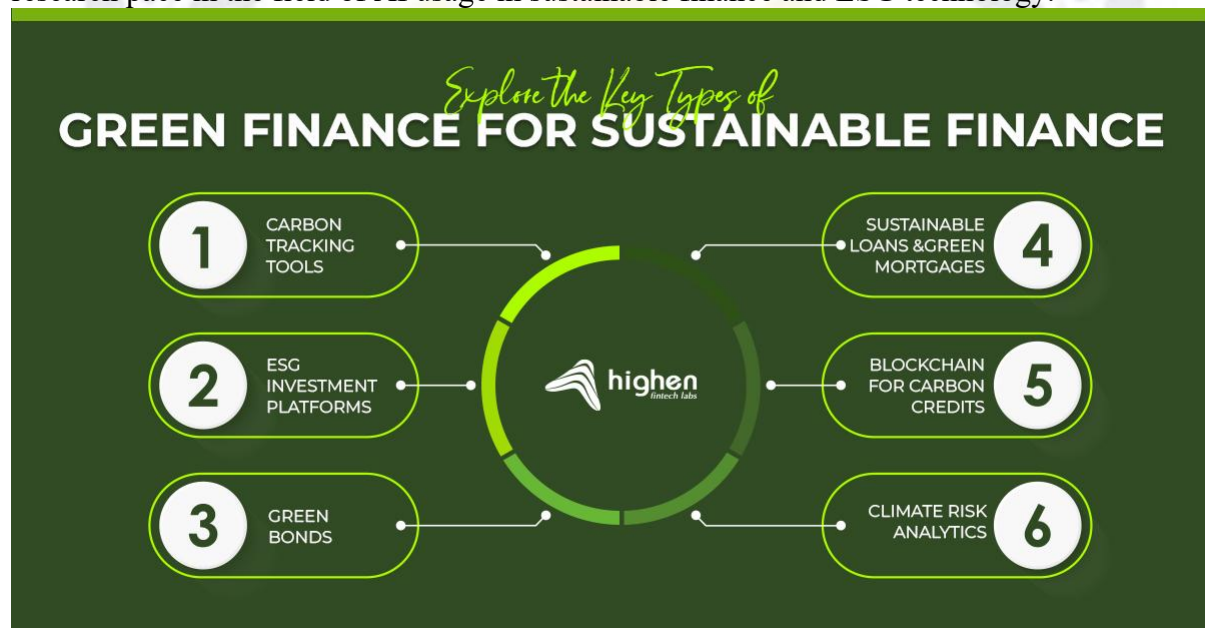 Explore the Key Types of
GREEN FINANCE FOR SUSTAINABLE FINANCE
1
CARBON
TRACKING
TOOLS
2
ESG
INVESTMENT
PLATFORMS
3
GREEN
BONDS
highen
fintech labs
SUSTAINABLE
LOANS &GREEN
MORTGAGES
4
BLOCKCHAIN
FOR CARBON
CREDITS
5
CLIMATE RISK
ANALYTICS
6